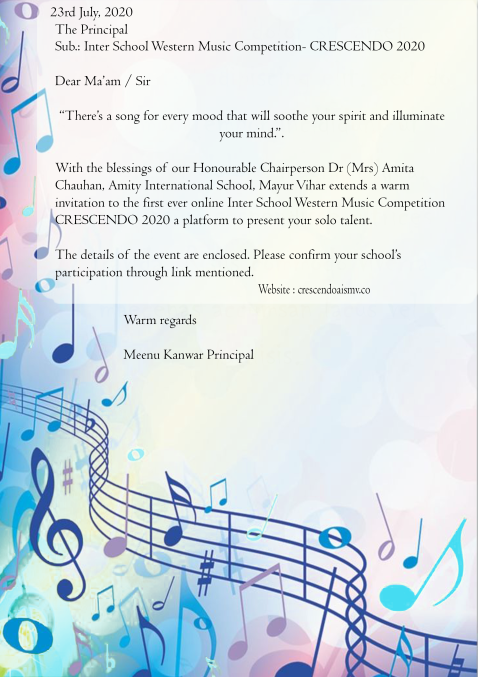 23rd July, 2020
The Principal
Sub.: Inter School Western Music Competition- CRESCENDO 2020
Dear Ma'am / Sir
“There's a song for every mood that will soothe your spirit and illuminate
your mind.”.
With the blessings of our Honourable Chairperson Dr (Mrs) Amita
Chauhan, Amity International School, Mayur Vihar extends a warm
invitation to the first ever online Inter School Western Music Competition
CRESCENDO 2020 a platform to present your solo talent.
The details of the event are enclosed. Please confirm your school's
participation through link mentioned.
Website : crescendoaismv.co
Warm regards
Meenu Kanwar Principal